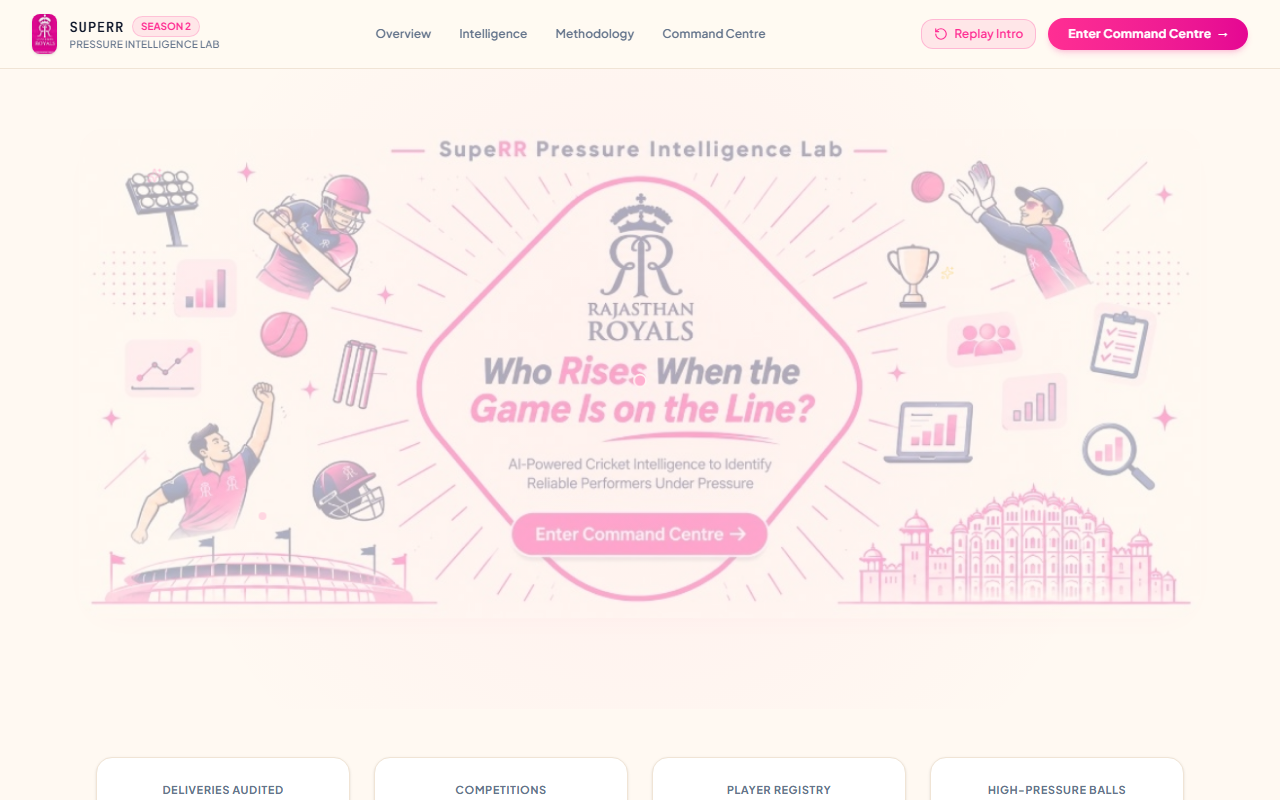 SUPERR SEASON 2
PRESSURE INTELLIGENCE LAB
Overview Intelligence Methodology Command Centre
Replay Intro
Enter Command Centre →
SupeRR Pressure Intelligence Lab
RAJASTHAN
ROYALS
Who Rises When the
Game Is on the Line?
AI-Powered Cricket Intelligence to Identify
Reliable Performers Under Pressure
Enter Command Centre →
DELIVERIES AUDITED
COMPETITIONS
PLAYER REGISTRY
HIGH-PRESSURE BALLS